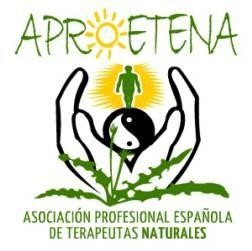 APROETENA
ASOCIACIÓN PROFESIONAL ESPAÑOLA
DE TERAPEUTAS NATURALES